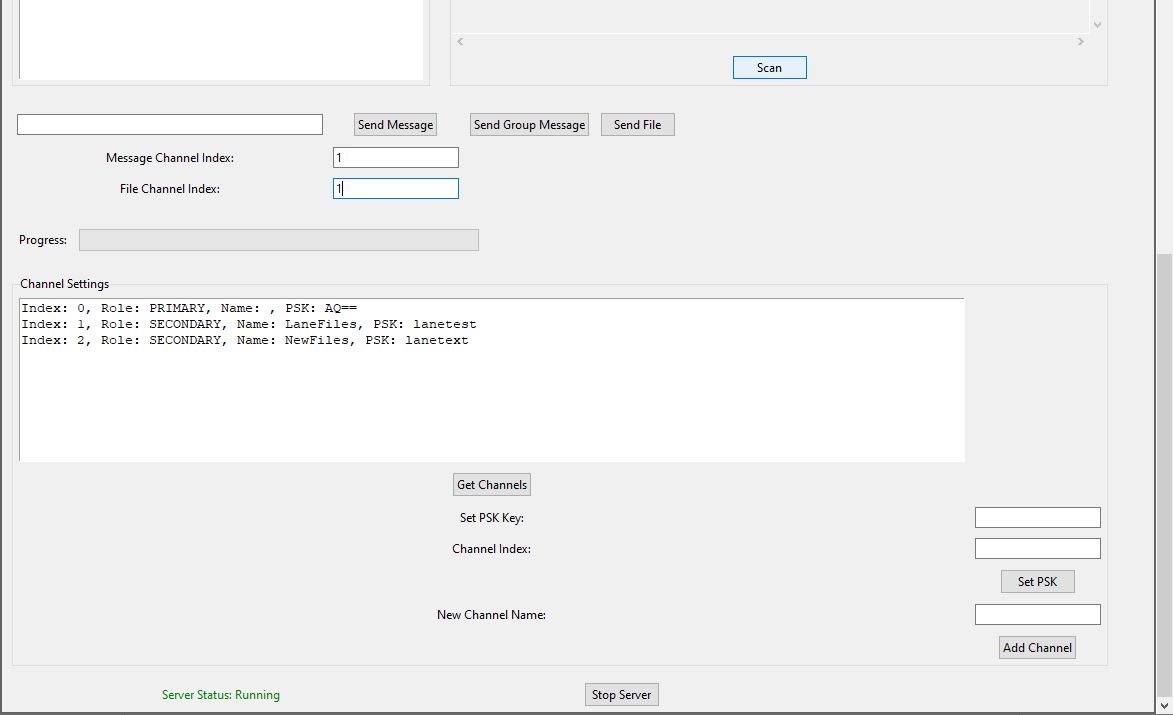 Scan
Send Message
Send Group Message
Send File
Message Channel Index:
1
File Channel Index:
1
Progress:
Channel Settings
Index: 0, Role: PRIMARY, Name: , PSK: AQ==
Index: 1, Role: SECONDARY, Name: LaneFiles, PSK: lanetest
Index: 2, Role: SECONDARY, Name: NewFiles, PSK: lanetext
Get Channels
Set PSK Key:
Channel Index:
Set PSK
New Channel Name:
Add Channel
Server Status: Running
Stop Server